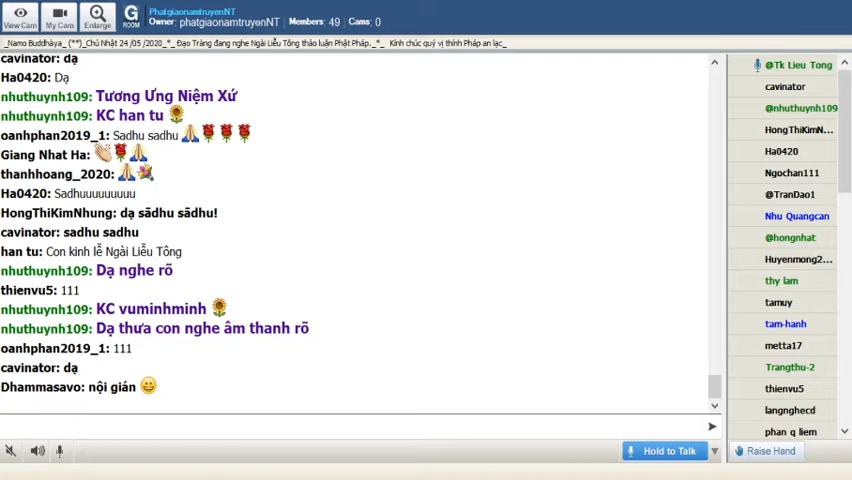 View Cam
My Cam
Enlarge
G
ROOM
PhatgiaonamtruyenNT
Owner: phatgiaonamtruyenNT Members: 49 Cams: 0
_Namo Buddhàya_ (**)_Chủ Nhật 24 /05 /2020_*_ Đạo Tràng đang nghe Ngài Liễu Tông thảo luận Phật Pháp._*_ Kính chúc quý vị thính Pháp an lạc_
cavinator: dạ
Ha0420: Dạ
nhuthuynh109: Tương Ưng Niệm Xứ
nhuthuynh109: KC han tu 🌻
oanhphan2019_1: Sadhu sadhu 🙏🌹🌹🌹
Giang Nhat Ha: 👏🌹🙏
thanhhoang_2020: 🙏💐
Ha0420: Sadhuuuuuuuuu
HongThiKimNhung: dạ sādhu sādhu!
cavinator: sadhu sadhu
han tu: Con kinh lễ Ngài Liễu Tông
nhuthuynh109: Dạ nghe rõ
thienvu5: 111
nhuthuynh109: KC vuminhminh 🌻
nhuthuynh109: Dạ thưa con nghe âm thanh rõ
oanhphan2019_1: 111
cavinator: dạ
Dhammasavo: nội gián 😀
Hold to Talk
@Tk Lieu Tong
cavinator
@nhuthuynh109
HongThiKimN...
Ha0420
Ngochan111
@TranDao1
Nhu Quangcan
@hongnhat
Huyenmong2...
thy lam
tamuy
tam-hanh
metta17
Trangthu-2
thienvu5
langnghecd
phan q liem
Raise Hand